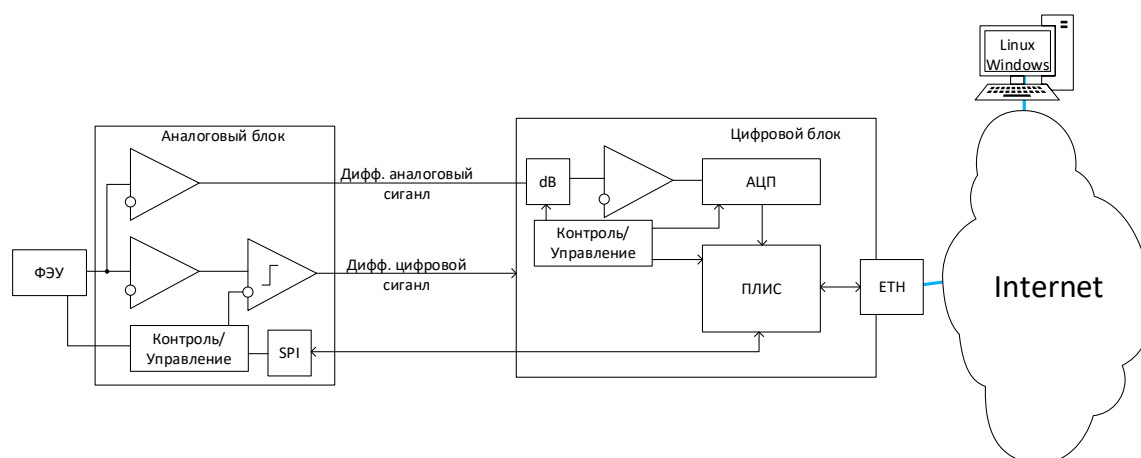 Linux
Windows
Аналоговый блок
Цифровой блок
Дифф. аналоговый
сиганл
dB
АЦП
Контроль/
Управление
ФЭУ
Дифф. цифровой
сиганл
ПЛИС
ETH
Internet
Контроль/
Управление
SPI